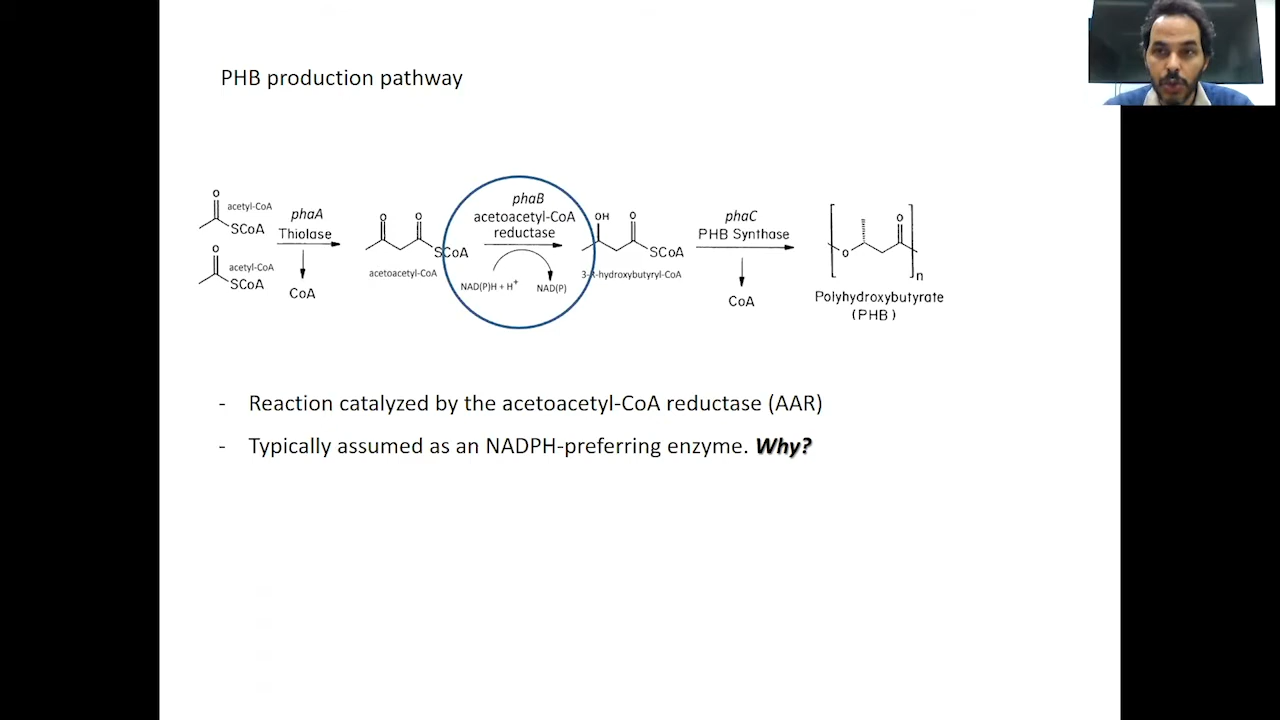 PHB production pathway
O
acetyl-CoA
SCoA
O
acetyl-CoA
SCoA
phaA
Thiolase
CoA
O O
SCoA
acetoacetyl-CoA
phaB
acetoacetyl-CoA
reductase
NAD(P)H + H+
NAD(P)
OH O
SCoA
3-R-hydroxybutyryl-CoA
phaC
PHB Synthase
CoA
O
O
n
Polyhydroxybutyrate
(PHB)
- Reaction catalyzed by the acetoacetyl-CoA reductase (AAR)
- Typically assumed as an NADPH-preferring enzyme. Why?